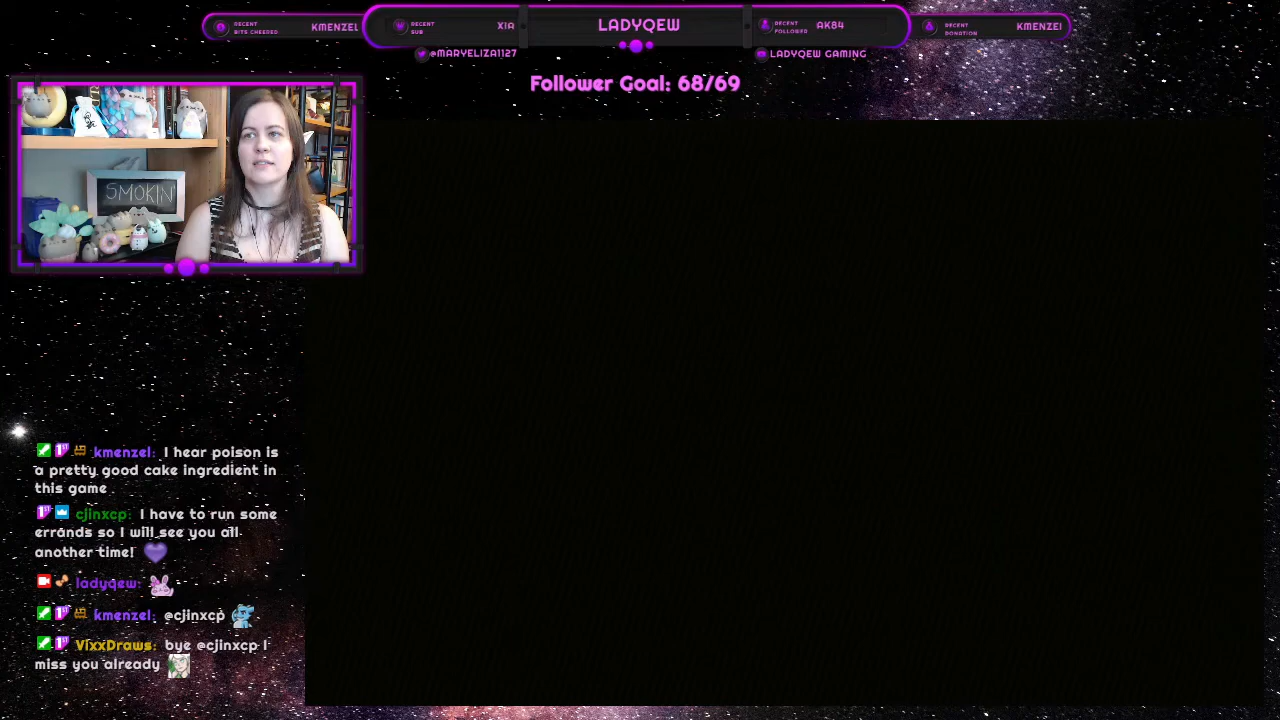 RECENT BITS CHEERED KMENZEL
RECENT SUB XIA
LADYQEW
RECENT FOLLOWER AK84
RECENT DONATION KMENZEL
@MARYELIZA1127
LADYQEW GAMING
Follower Goal: 68/69
SMOKIN'
kmenzel: I hear poison is
a pretty good cake ingredient in
this game
cjinxcp: I have to run some
errands so I will see you all
another time!
ladyqew:
kmenzel: @cjinxcp
VixxDraws: bye @cjinxcp I
miss you already